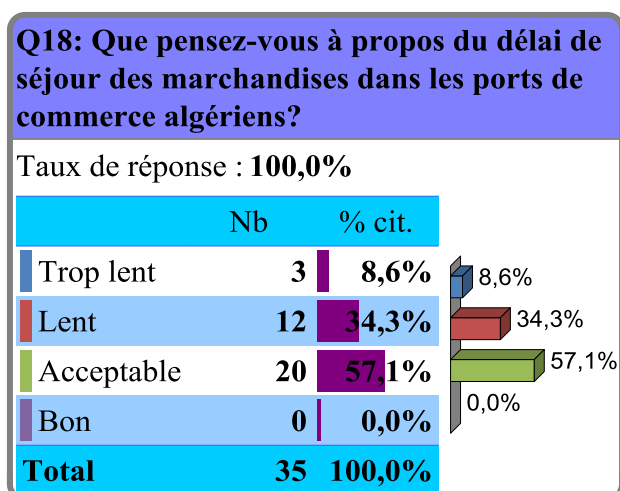 Q18: Que pensez-vous à propos du délai de
séjour des marchandises dans les ports de
commerce algériens?
Taux de réponse : 100,0%
Nb % cit.
Trop lent 3 8,6%
Lent 12 34,3%
Acceptable 20 57,1%
Bon 0 0,0%
Total 35 100,0%
8,6%
34,3%
57,1%
0,0%